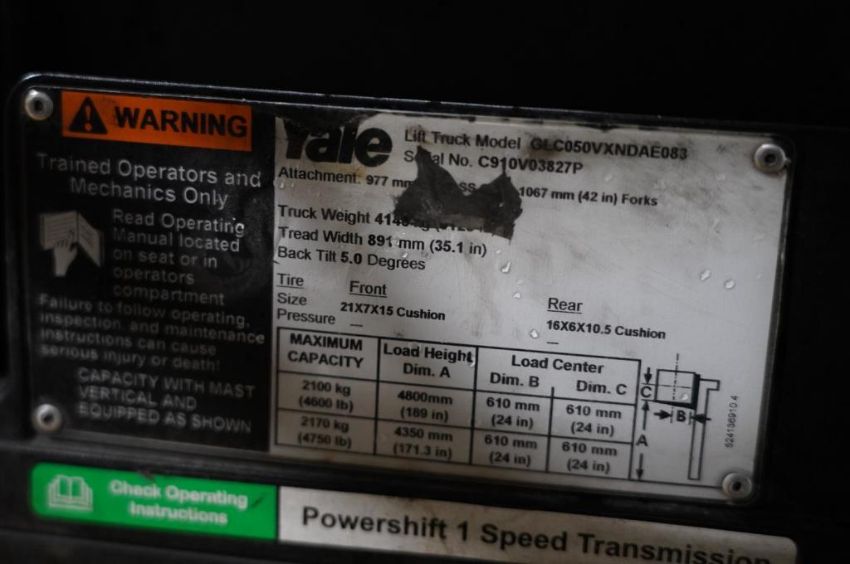 WARNING
Trained Operators and
Mechanics Only
Read Operating
Manual located
on seat or in
operators
compartment
Failure to follow operating,
inspection, and maintenance
instructions can cause
serious injury or death!
CAPACITY WITH MAST
VERTICAL AND
EQUIPPED AS SHOWN
Yale
Lift Truck Model GLC050VXNDAE083
Serial No. C910V03827P
Attachment: 977 mm 1067 mm (42 in) Forks
Truck Weight
Tread Width 891 mm (35.1 in)
Back Tilt 5.0 Degrees
Tire Front Rear
Size 21X7X15 Cushion 16X6X10.5 Cushion
Pressure — —
MAXIMUM Load Height Load Center
CAPACITY Dim. A Dim. B Dim. C
2100 kg 4800mm 610 mm 610 mm
(4600 lb) (189 in) (24 in) (24 in)
2170 kg 4350 mm 610 mm 610 mm
(4750 lb) (171.3 in) (24 in) (24 in)
C
B
A
524186910 4
Check Operating
Instructions
Powershift 1 Speed Transmission